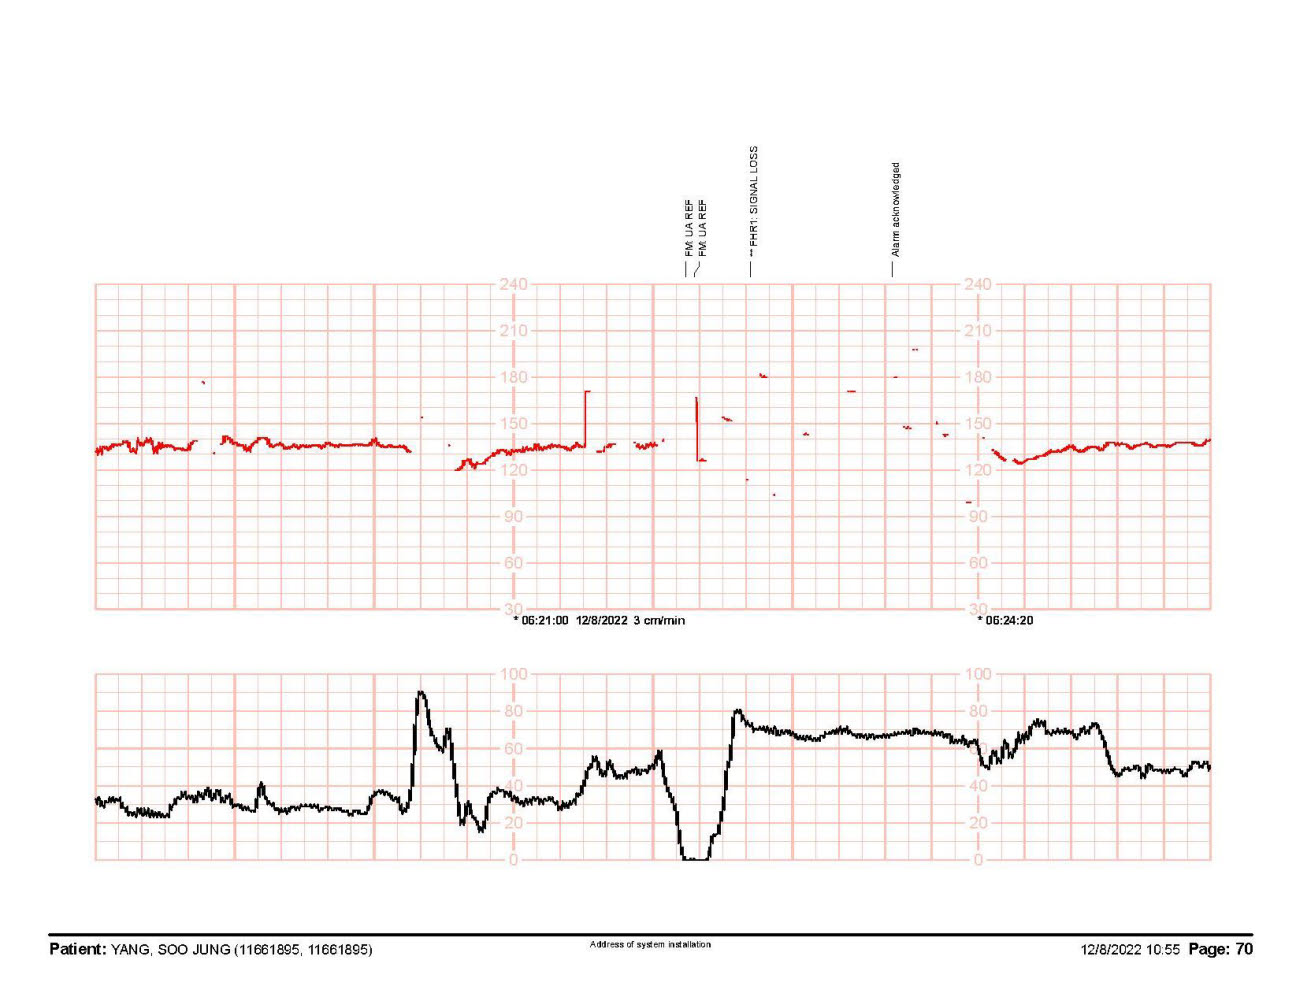 FM: UA REF
FM: UA REF
** FHR1: SIGNAL LOSS
Alarm acknowledged
240 240
210 210
180 180
150 150
120 120
90 90
60 60
30 30
* 06:21:00 12/8/2022 3 cm/min * 06:24:20
100 100
80 80
60 60
40 40
20 20
0 0
Patient: YANG, SOO JUNG (11661895, 11661895) Address of system installation 12/8/2022 10:55 Page: 70